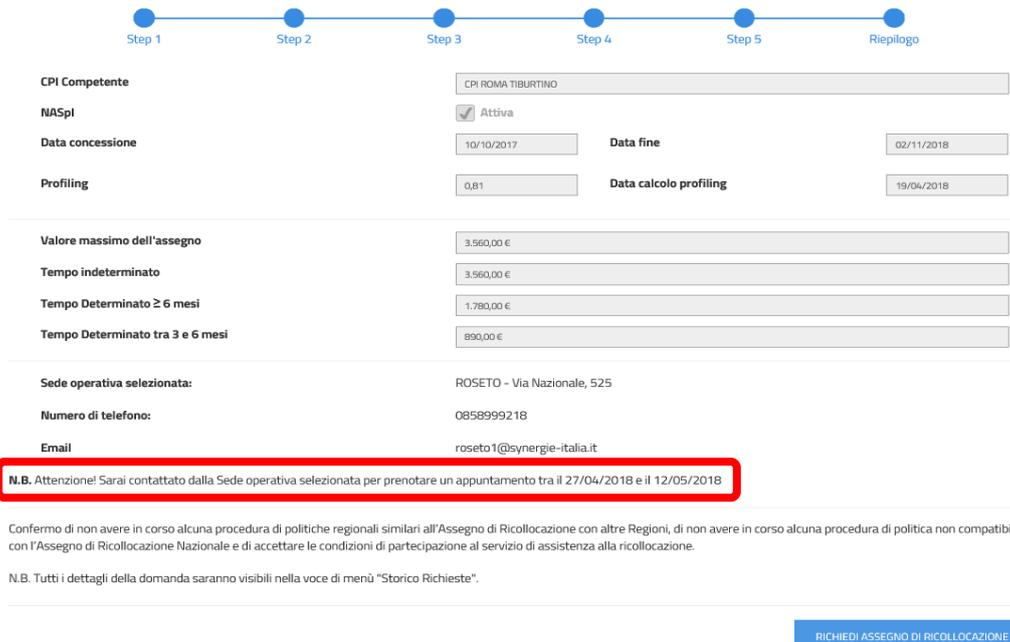 Step 1 Step 2 Step 3 Step 4 Step 5 Riepilogo
CPI Competente CPI ROMA TIBURTINO
NASpI Attiva
Data concessione 10/10/2017 Data fine 02/11/2018
Profiling 0,81 Data calcolo profiling 19/04/2018
Valore massimo dell'assegno 3.560,00 €
Tempo indeterminato 3.560,00 €
Tempo Determinato ≥ 6 mesi 1.780,00 €
Tempo Determinato tra 3 e 6 mesi 890,00 €
Sede operativa selezionata: ROSETO - Via Nazionale, 525
Numero di telefono: 0858999218
Email roseto1@synergie-italia.it
N.B. Attenzione! Sarai contattato dalla Sede operativa selezionata per prenotare un appuntamento tra il 27/04/2018 e il 12/05/2018
Confermo di non avere in corso alcuna procedura di politiche regionali similari all'Assegno di Ricollocazione con altre Regioni, di non avere in corso alcuna procedura di politica non compatibi
con l'Assegno di Ricollocazione Nazionale e di accettare le condizioni di partecipazione al servizio di assistenza alla ricollocazione.
N.B. Tutti i dettagli della domanda saranno visibili nella voce di menù "Storico Richieste".
RICHIEDI ASSEGNO DI RICOLLOCAZIONE